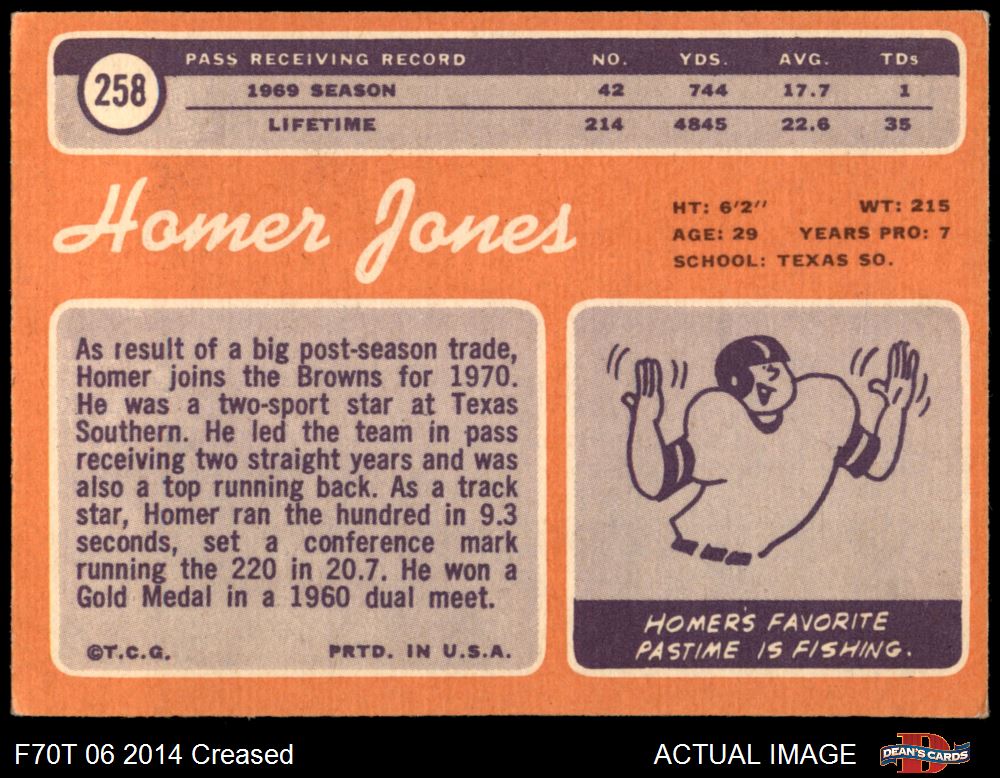 258
PASS RECEIVING RECORD NO. YDS. AVG. TDs
1969 SEASON 42 744 17.7 1
LIFETIME 214 4845 22.6 35
Homer Jones
HT: 6'2" WT: 215
AGE: 29 YEARS PRO: 7
SCHOOL: TEXAS SO.
As result of a big post-season trade,
Homer joins the Browns for 1970.
He was a two-sport star at Texas
Southern. He led the team in pass
receiving two straight years and was
also a top running back. As a track
star, Homer ran the hundred in 9.3
seconds, set a conference mark
running the 220 in 20.7. He won a
Gold Medal in a 1960 dual meet.
©T.C.G. PRTD. IN U.S.A.
HOMER'S FAVORITE
PASTIME IS FISHING.
F70T 06 2014 Creased
ACTUAL IMAGE
DEAN'S CARDS